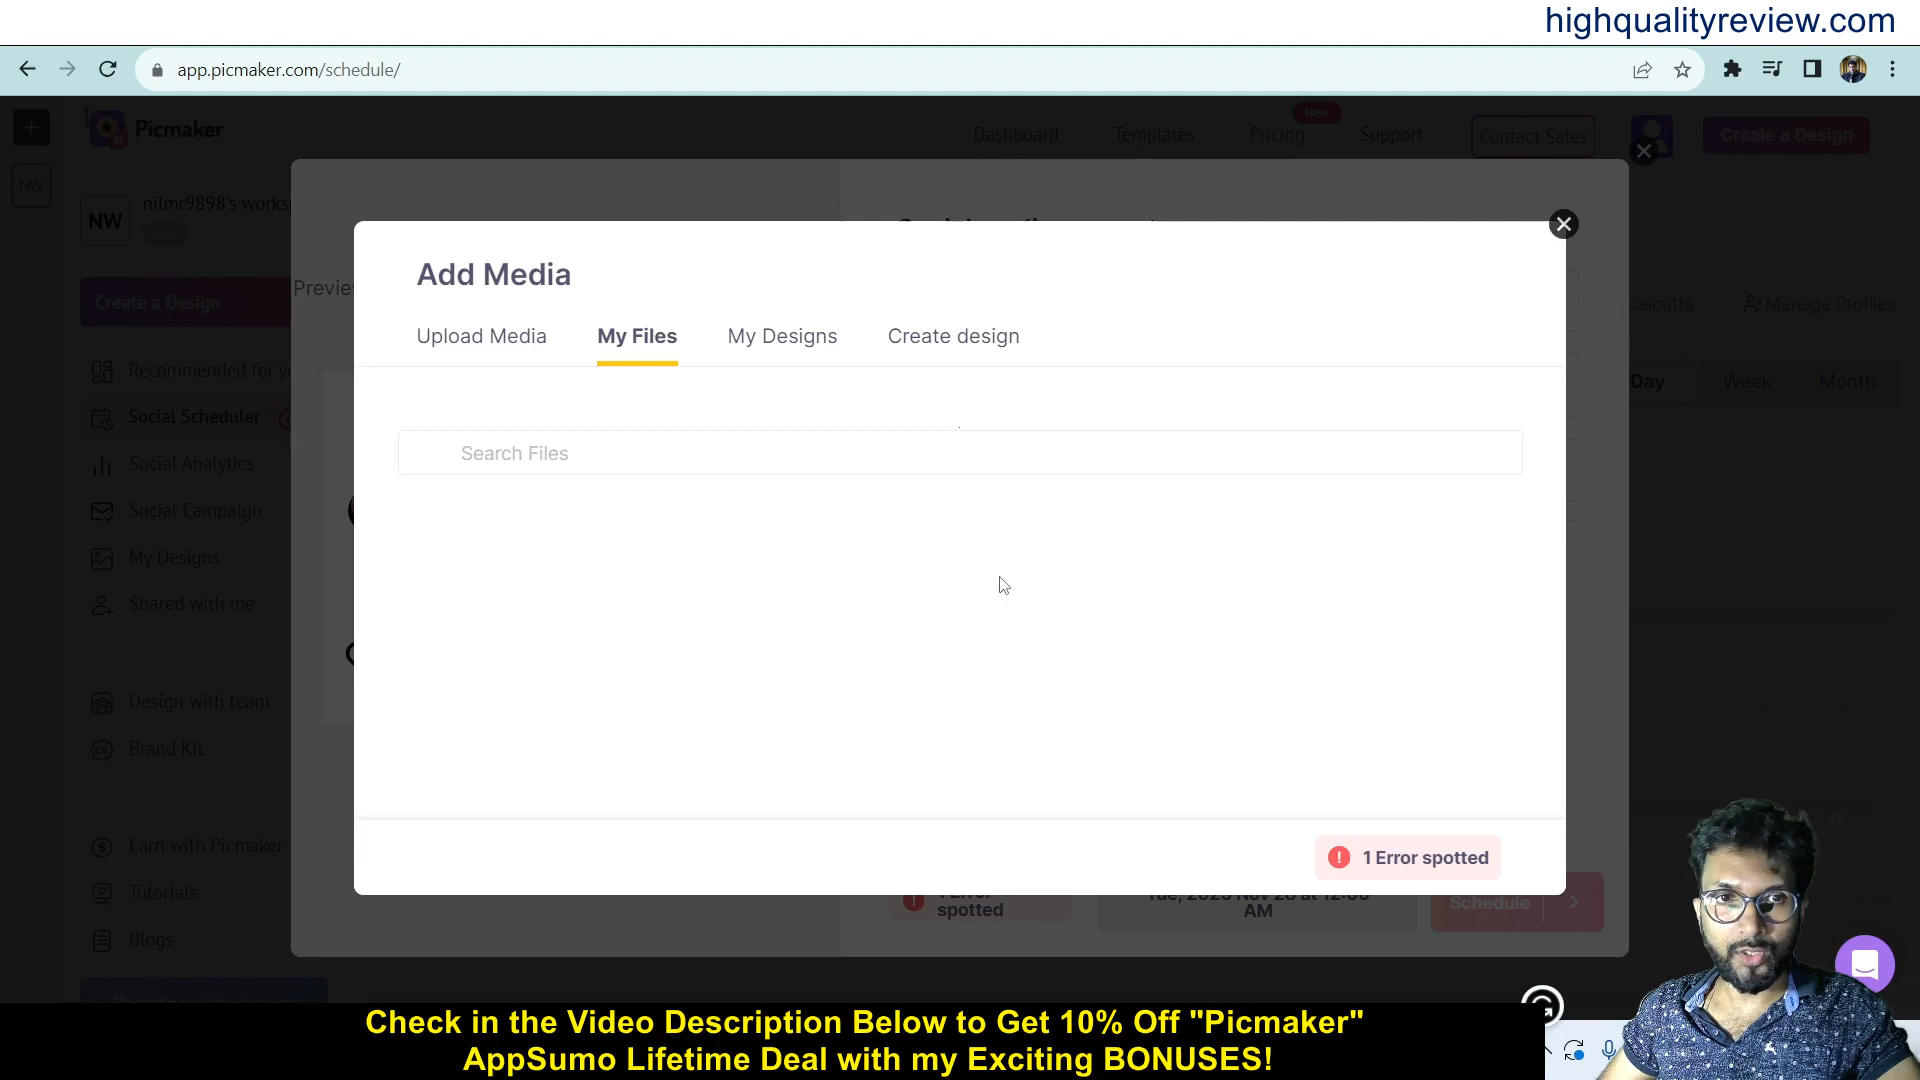 highqualityreview.com
app.picmaker.com/schedule/
Picmaker
Dashboard
Templates
New
Pricing
Support
Contact Sales
Create a Design
NW
NW
nilmr9898's works
Create a Design
Recommended for y
Social Scheduler
Social Analytics
Social Campaign
My Designs
Shared with me
Design with team
Brand Kit
Earn with Picmaker
Tutorials
Blogs
Preview
Calcutta
Manage Profiles
Day
Week
Month
Add Media
Upload Media
My Files
My Designs
Create design
Search Files
1 Error spotted
spotted
AM
Schedule
Check in the Video Description Below to Get 10% Off "Picmaker"
AppSumo Lifetime Deal with my Exciting BONUSES!